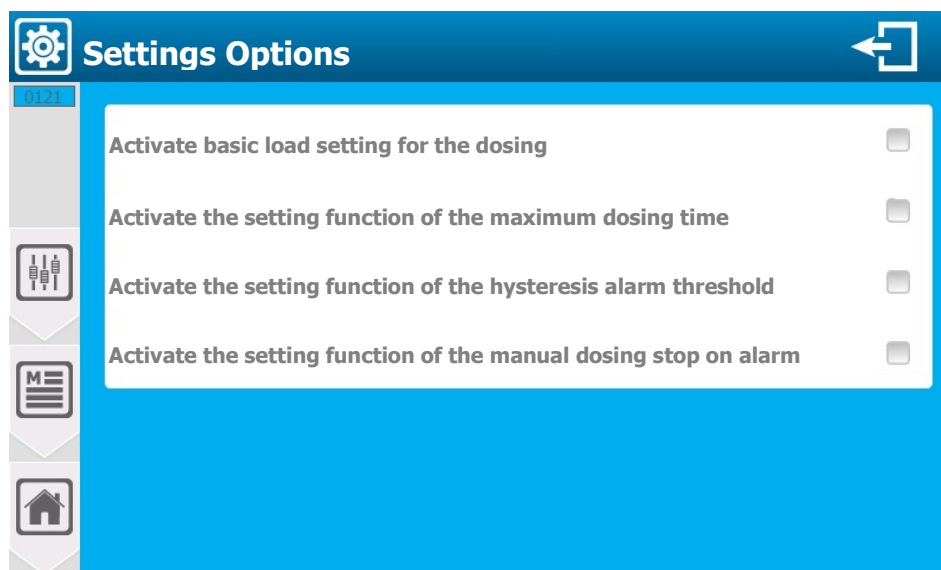 Settings Options
0121
Activate basic load setting for the dosing
Activate the setting function of the maximum dosing time
Activate the setting function of the hysteresis alarm threshold
Activate the setting function of the manual dosing stop on alarm
M